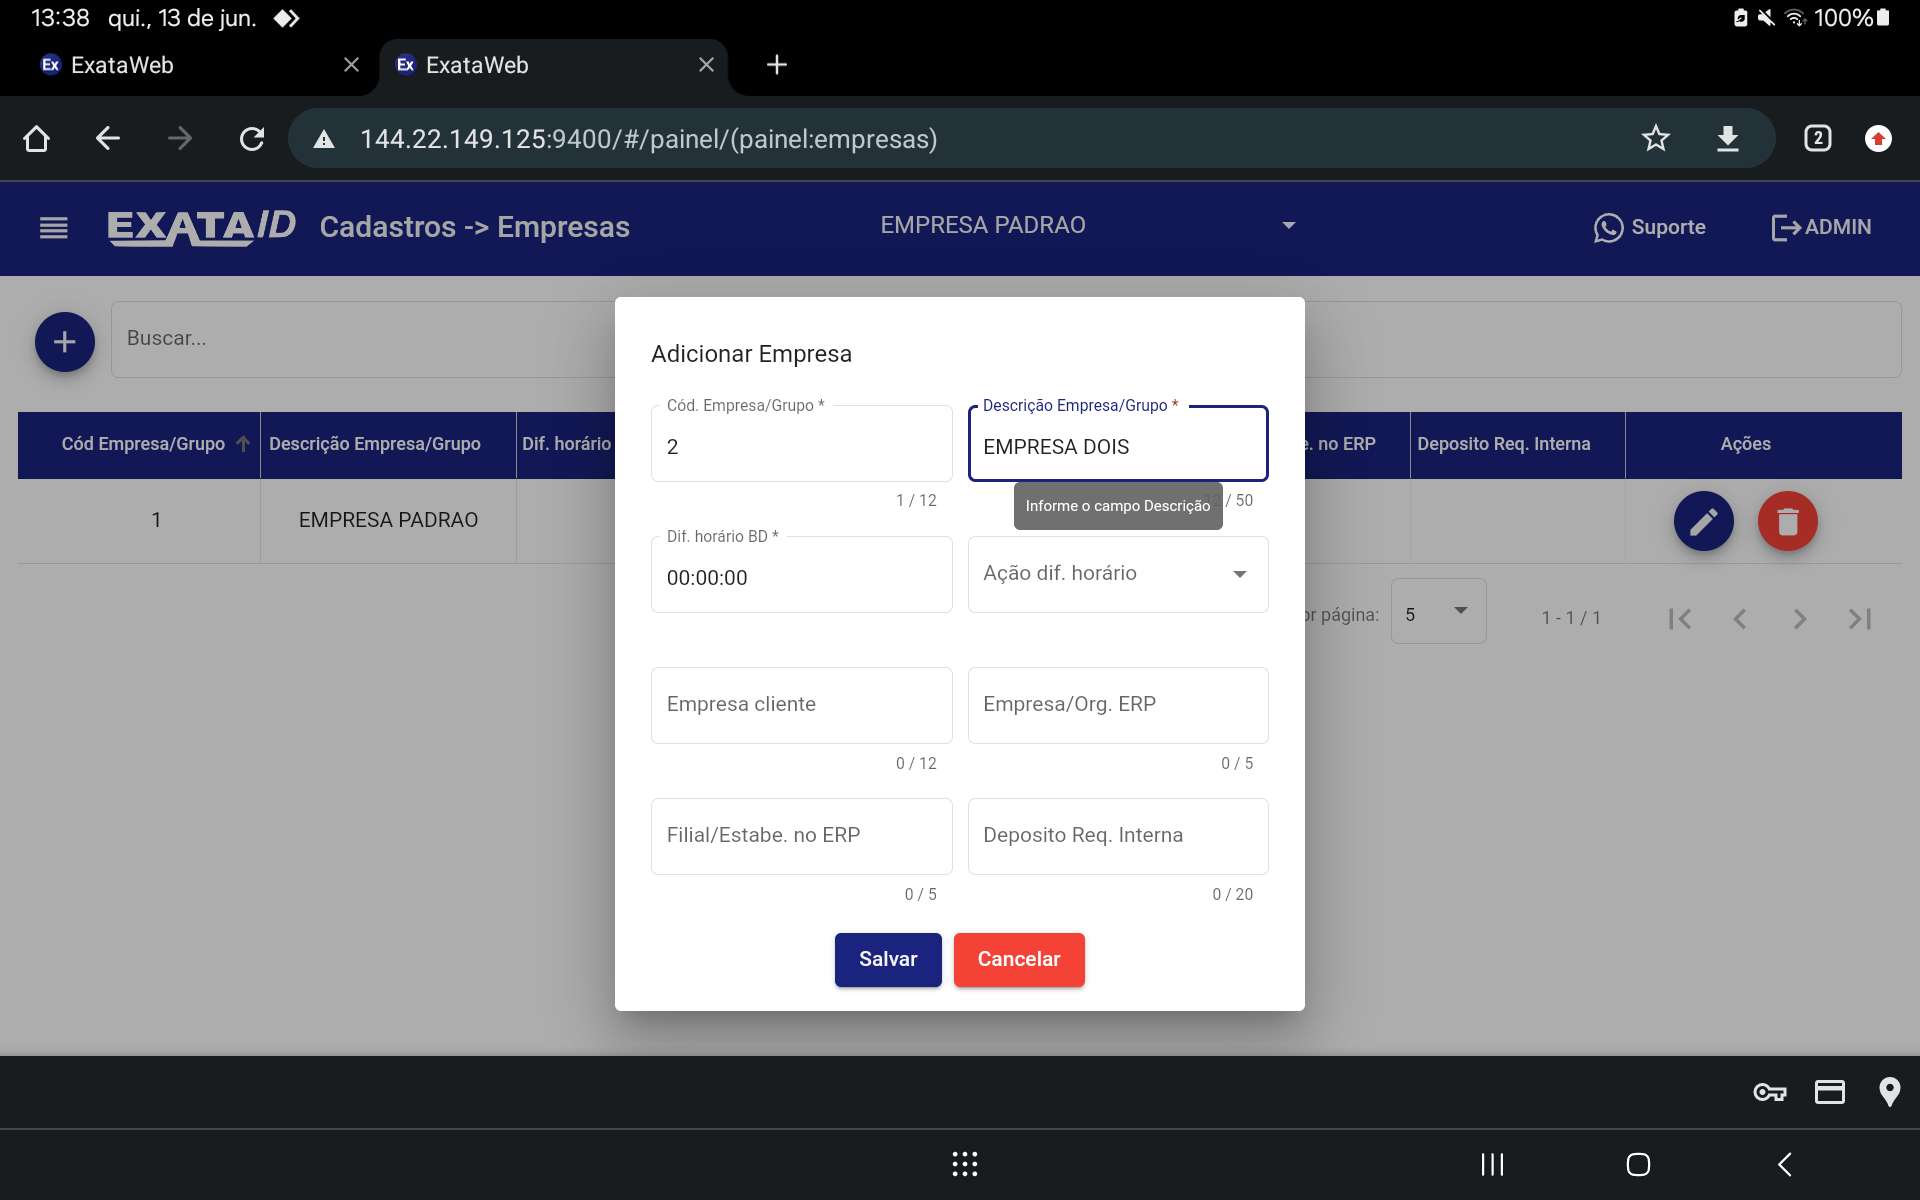 13:38 qui., 13 de jun. 100%
Ex ExataWeb Ex ExataWeb
144.22.149.125:9400/#/painel/(painel:empresas) 2
EXATA/D Cadastros -> Empresas EMPRESA PADRAO Suporte ADMIN
Buscar...
Cód Empresa/Grupo Descrição Empresa/Grupo Dif. horário e. no ERP Deposito Req. Interna Ações
1 EMPRESA PADRAO
or página: 5 1 - 1 / 1
Adicionar Empresa
Cód. Empresa/Grupo * Descrição Empresa/Grupo *
2 EMPRESA DOIS
1 / 12 12 / 50
Informe o campo Descrição
Dif. horário BD *
00:00:00 Ação dif. horário
Empresa cliente Empresa/Org. ERP
0 / 12 0 / 5
Filial/Estabe. no ERP Deposito Req. Interna
0 / 5 0 / 20
Salvar Cancelar